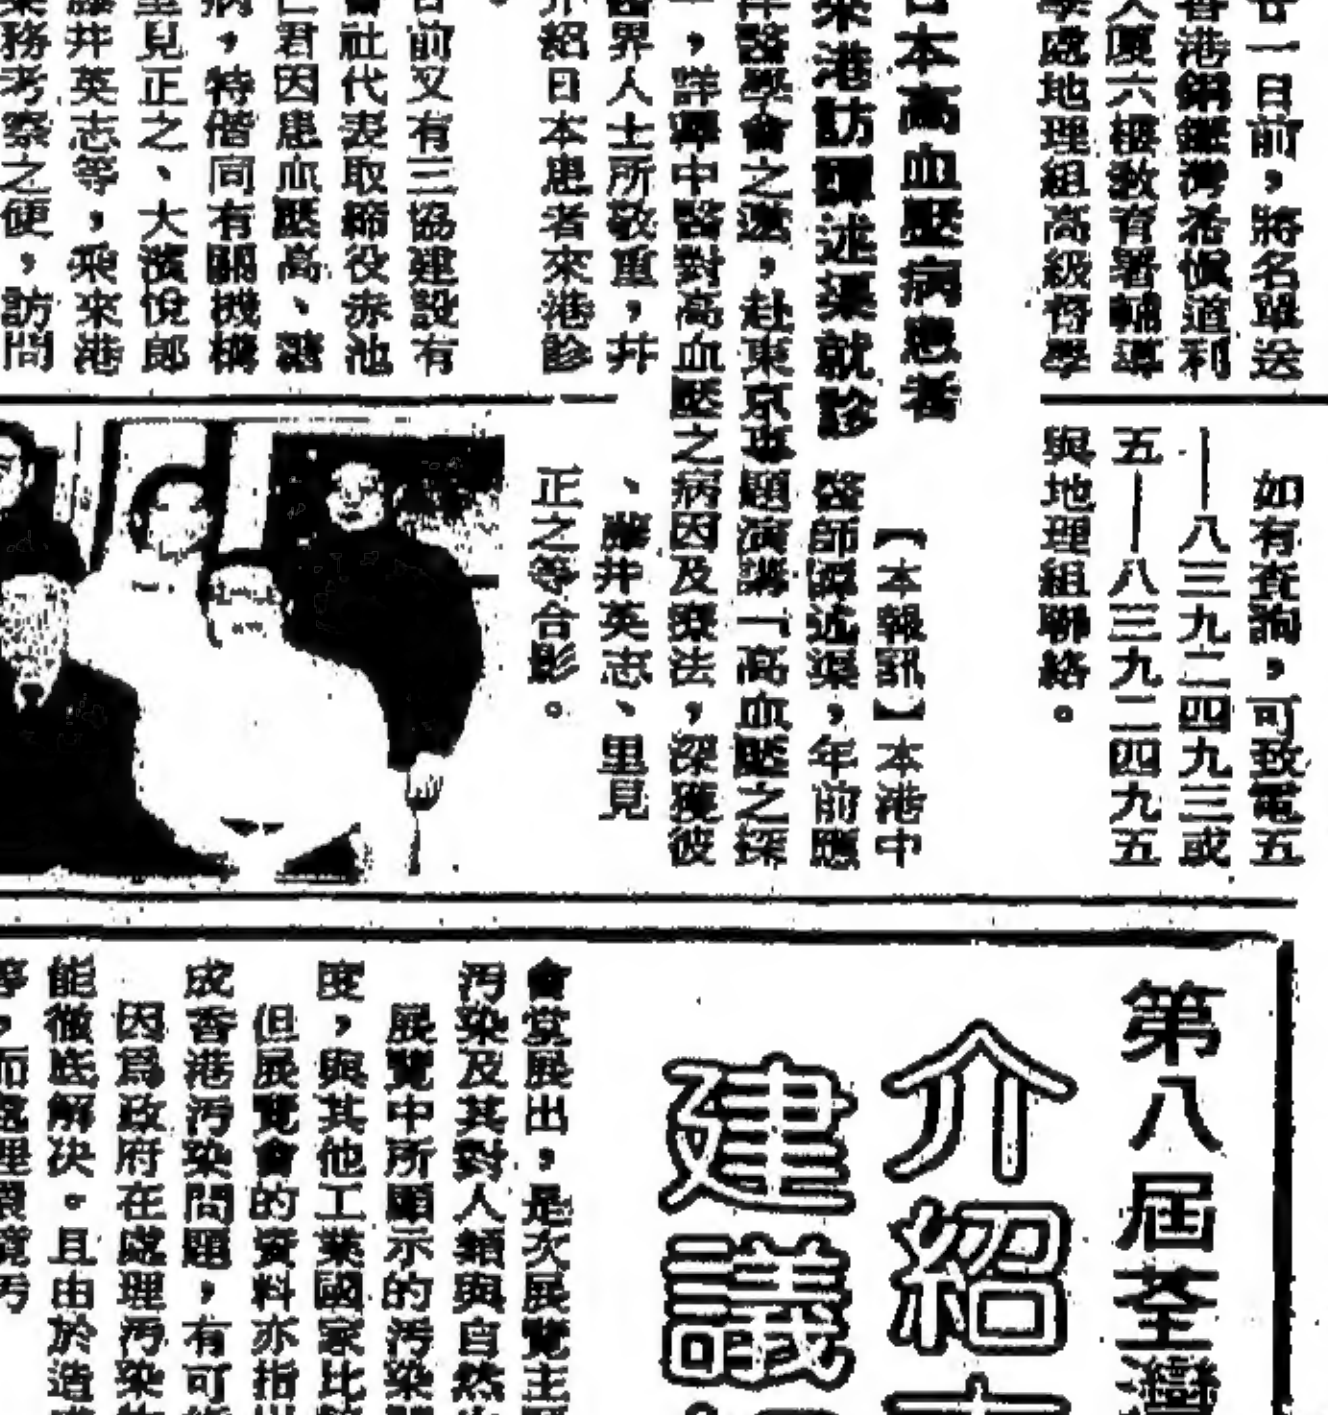 廿一日前，將名單送
香港銅鑼灣希慎道利
大廈六樓教育署輔導
學處地理組高級督學
如有查詢，可致電五
——八三九二四九三或
五——八三九二四九五
與地理組聯絡。
日本高血壓病患者
來港訪譚述渠就診
【本報訊】本港中
醫師譚述渠，年前應
洋醫學會之邀，赴東京專題演講「高血壓之探
，詳譯中醫對高血壓之病因及療法，深獲彼
醫界人士所敬重，并
介紹日本患者來港診
前又有三協建設有
會社代表取締役赤池
仁君因患血壓高、
病，特偕同有關機構
里見正之、大濱悅郎
藤井英志等，飛來港
業務考察之便，訪問
、藤井英志、里見
正之等合影。
第八屆荃灣
介紹
建議
會堂展出，是次展覽主
污染及其對人類與自然
展覽中所顯示的污染
度，與其他工業國家比
但展覽會的資料亦指
成香港污染問題，有可
因為政府在處理污染
能徹底解決。且由於造
等，而處理環境污